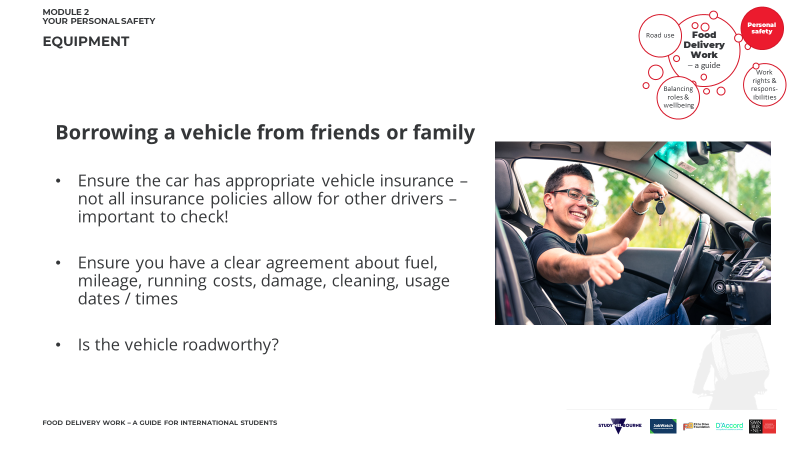 MODULE 2
YOUR PERSONAL SAFETY
EQUIPMENT
Road use
Food
Delivery
Work
– a guide
Personal
safety
Balancing
roles &
wellbeing
Work
rights &
respons-
ibilities
Borrowing a vehicle from friends or family
• Ensure the car has appropriate vehicle insurance –
not all insurance policies allow for other drivers –
important to check!
• Ensure you have a clear agreement about fuel,
mileage, running costs, damage, cleaning, usage
dates / times
• Is the vehicle roadworthy?
FOOD DELIVERY WORK – A GUIDE FOR INTERNATIONAL STUDENTS
STUDY MELBOURNE
JobWatch
D'Accord